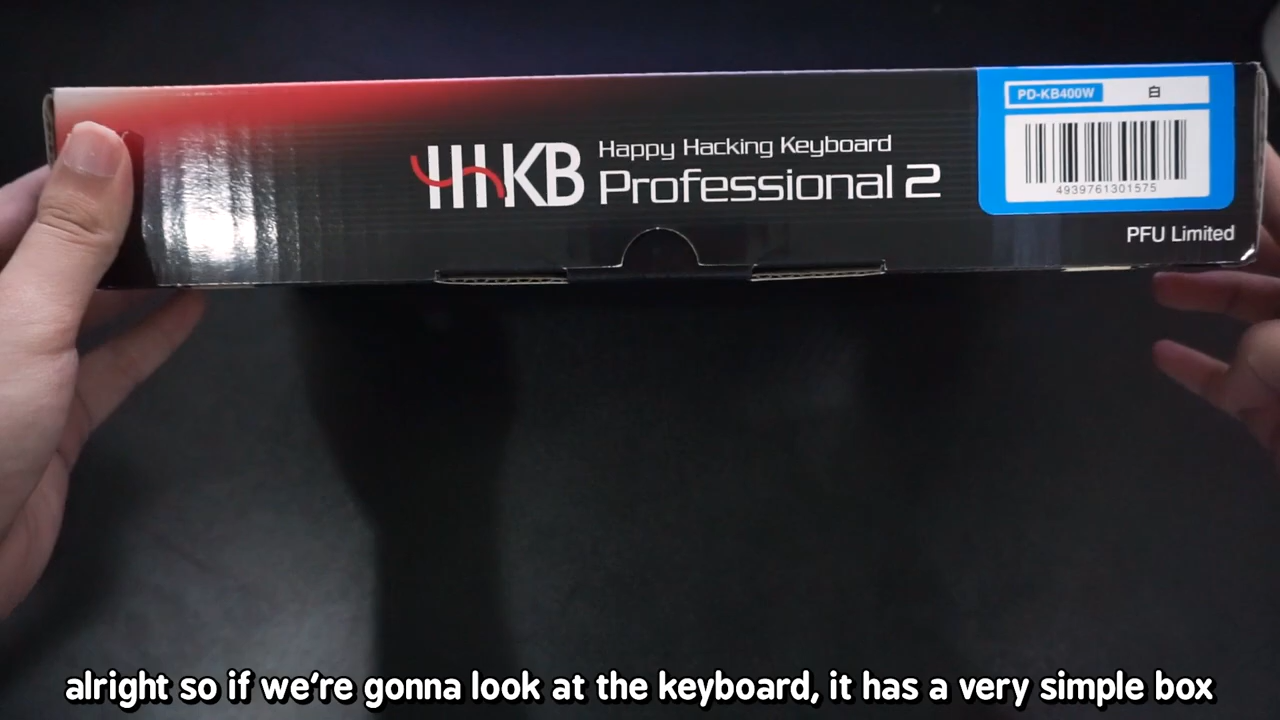 HHKB
Happy Hacking Keyboard
Professional 2
PD-KB400W 白
4939761301575
PFU Limited
alright so if we're gonna look at the keyboard, it has a very simple box